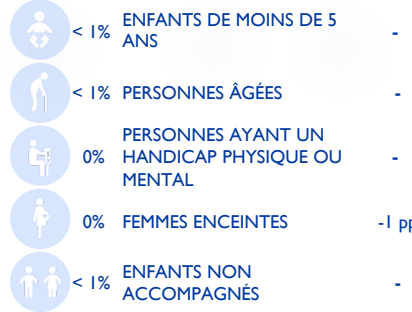 < 1% ENFANTS DE MOINS DE 5
ANS -
< 1% PERSONNES ÂGÉES -
PERSONNES AYANT UN
0% HANDICAP PHYSIQUE OU -
MENTAL
0% FEMMES ENCEINTES -1 pp
< 1% ENFANTS NON
ACCOMPAGNÉS -